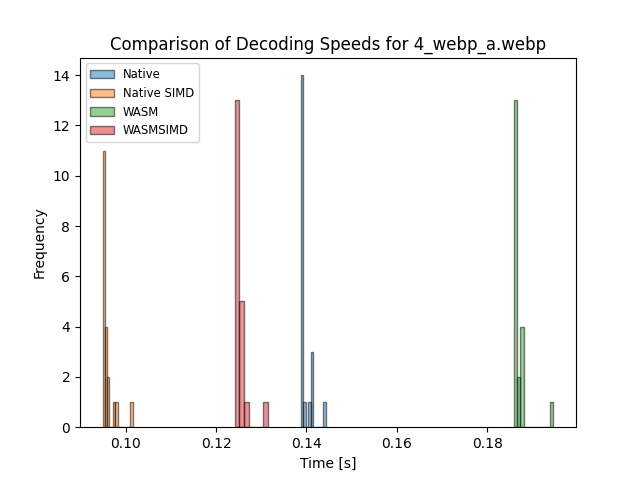 Comparison of Decoding Speeds for 4_webp_a.webp
Native
Native SIMD
WASM
WASMSIMD
Frequency
14
12
10
8
6
4
2
0
0.10 0.12 0.14 0.16 0.18
Time [s]